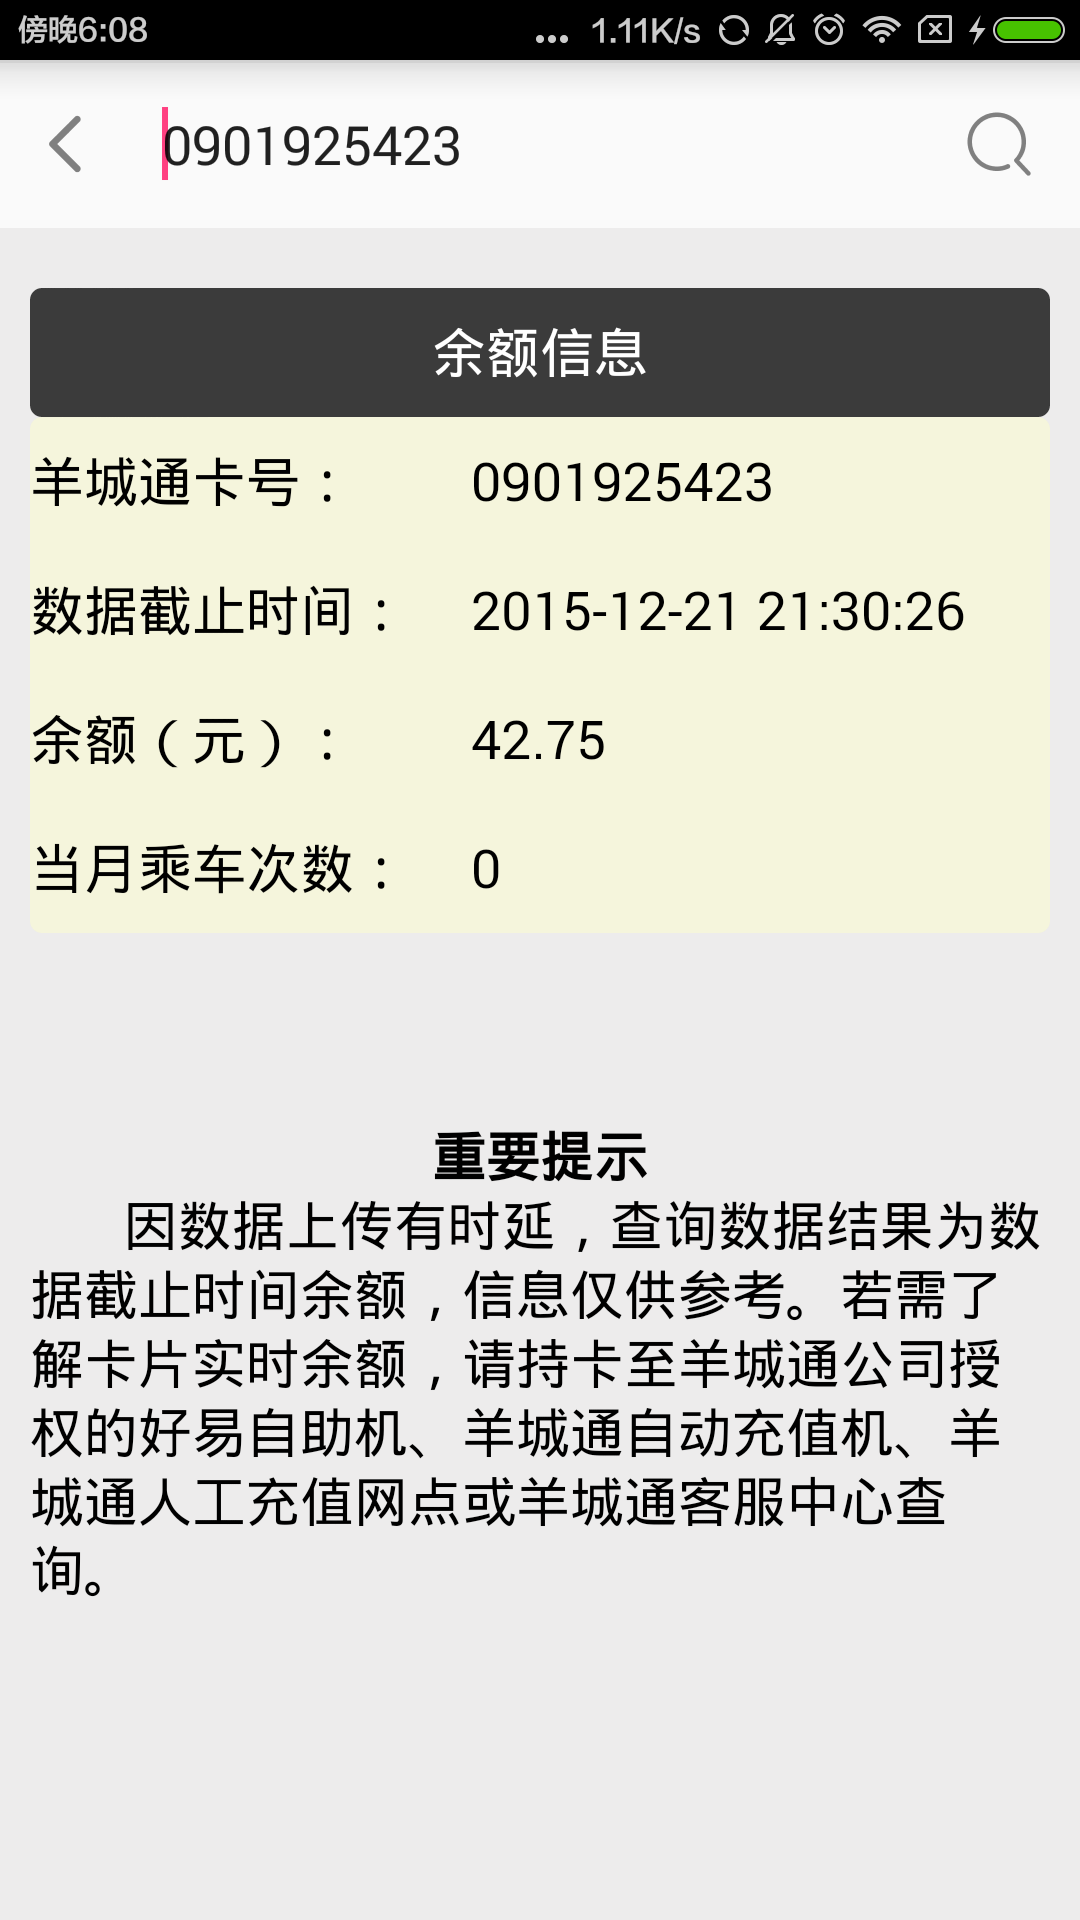 傍晚6:08
... 1.11K/s
0901925423
余额信息
羊城通卡号： 0901925423
数据截止时间： 2015-12-21 21:30:26
余额（元）： 42.75
当月乘车次数： 0
重要提示
因数据上传有时延，查询数据结果为数
据截止时间余额，信息仅供参考。若需了
解卡片实时余额，请持卡至羊城通公司授
权的好易自助机、羊城通自动充值机、羊
城通人工充值网点或羊城通客服中心查
询。